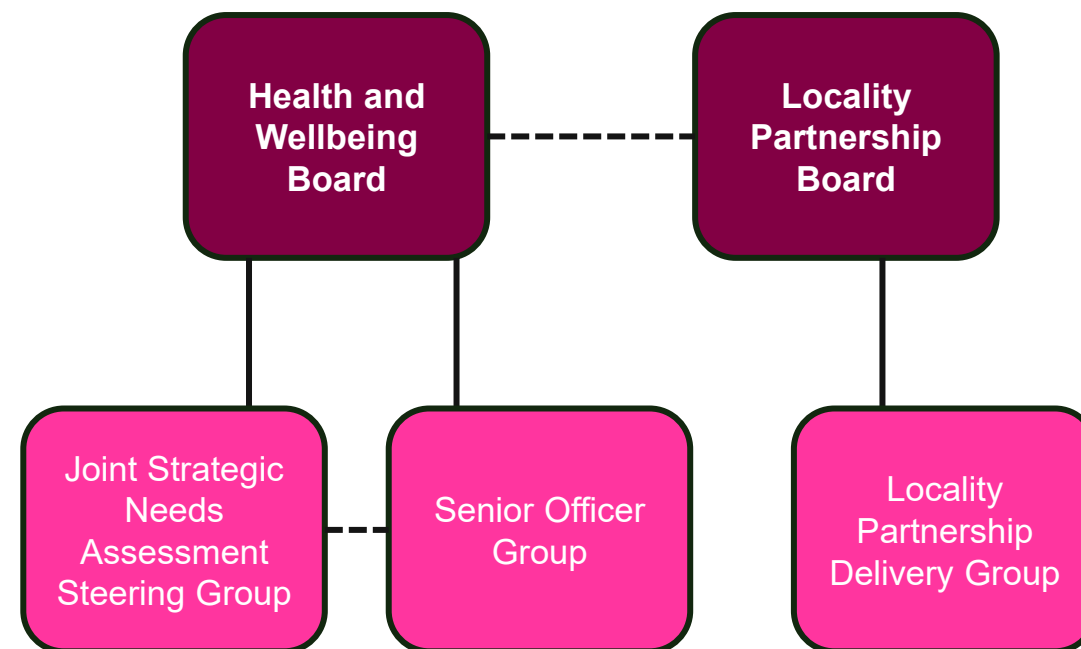 Health and
Wellbeing
Board
Locality
Partnership
Board
Joint Strategic
Needs
Assessment
Steering Group
Senior Officer
Group
Locality
Partnership
Delivery Group